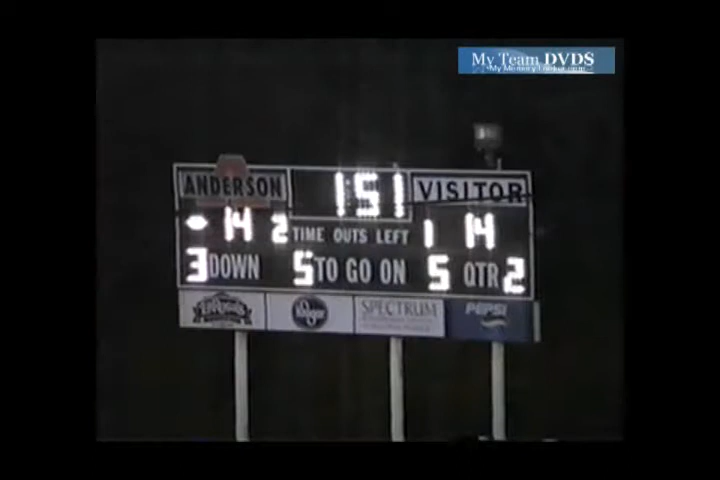 My Team DVDS
ANDERSON
1:51
VISITOR
14 2 TIME OUTS LEFT 1 14
3 DOWN 5 TO GO ON 5 QTR 2
Kroger
SPECTRUM
PEPSI